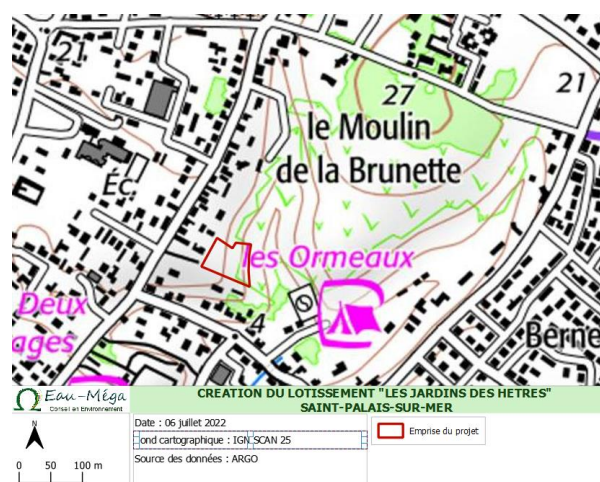 21
27
21
le Moulin
de la Brunette
Éc.
les Ormeaux
Deux
ages
4
Berne
Eau-Méga
Conseil en Environnement
CREATION DU LOTISSEMENT "LES JARDINS DES HETRES"
SAINT-PALAIS-SUR-MER
N
0 50 100 m
Date : 06 juillet 2022
ond cartographique : IGN SCAN 25
Source des données : ARGO
Emprise du projet